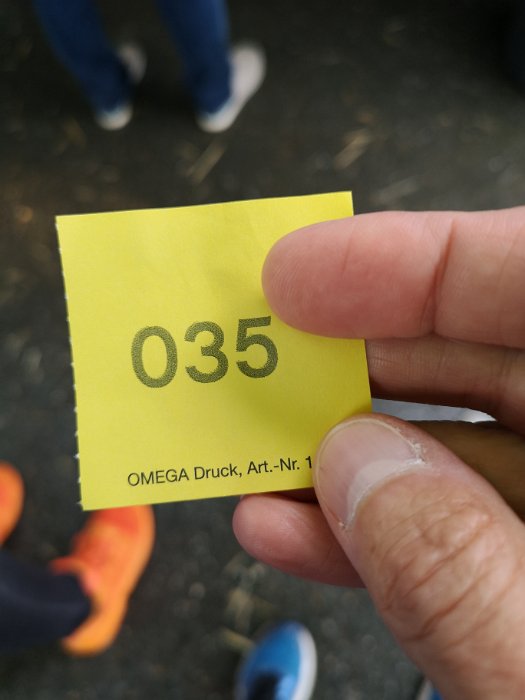 035
OMEGA Druck, Art.-Nr. 1